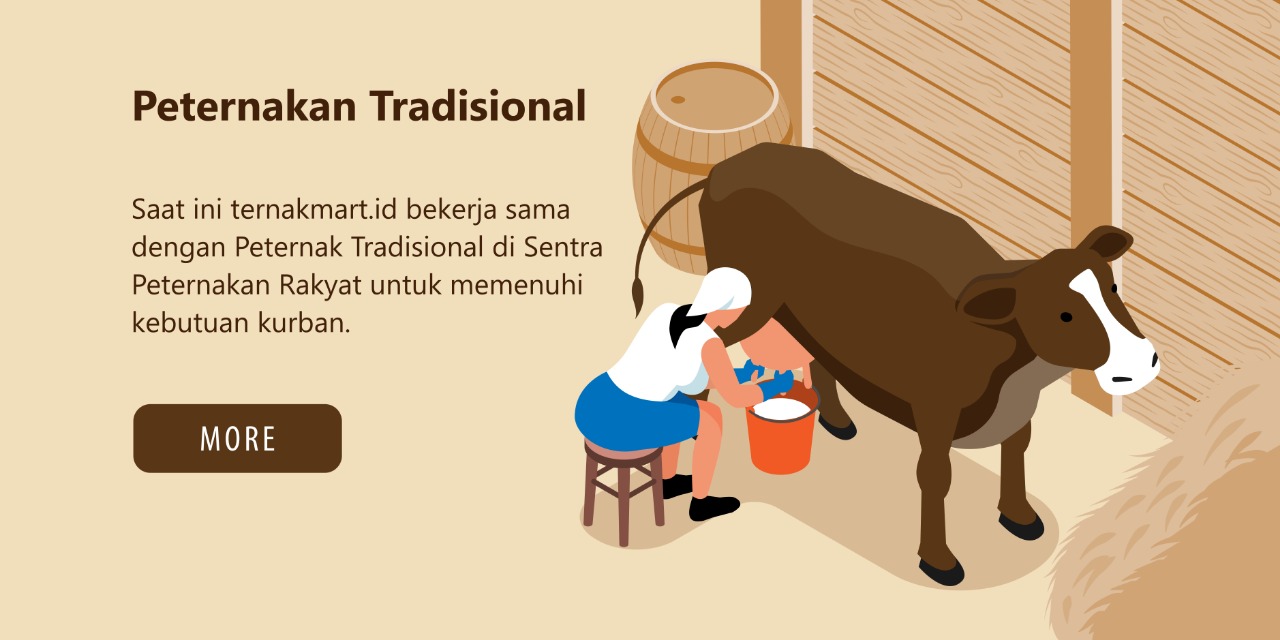 Peternakan Tradisional
Saat ini ternakmart.id bekerja sama
dengan Peternak Tradisional di Sentra
Peternakan Rakyat untuk memenuhi
kebutuan kurban.
MORE